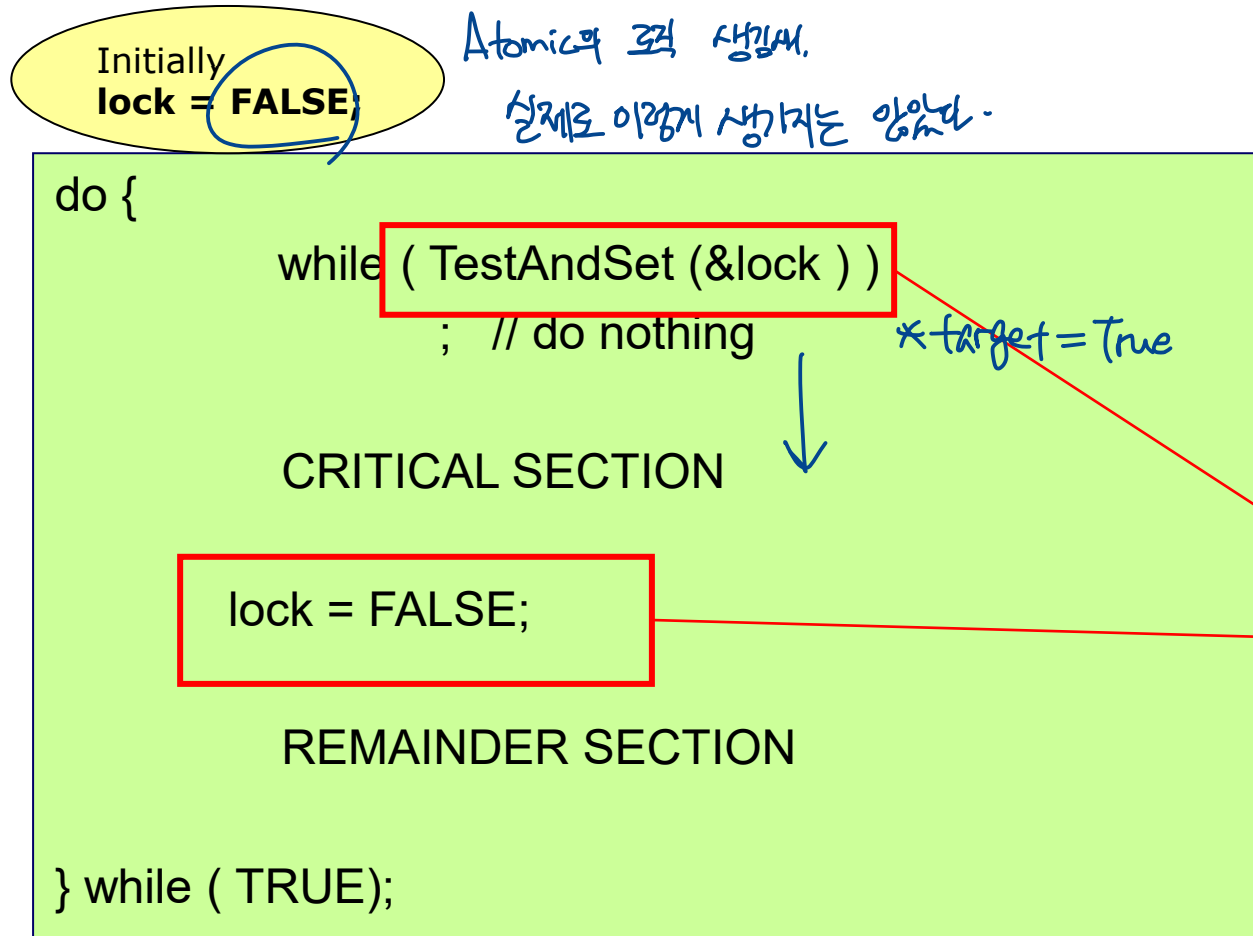 Initially
lock = FALSE;
Atomic의 로직 생김새.
실제로 이렇게 생기지는 않았다.
do {
while ( TestAndSet (&lock ) )
; // do nothing
*target = True
CRITICAL SECTION
lock = FALSE;
REMAINDER SECTION
} while ( TRUE);